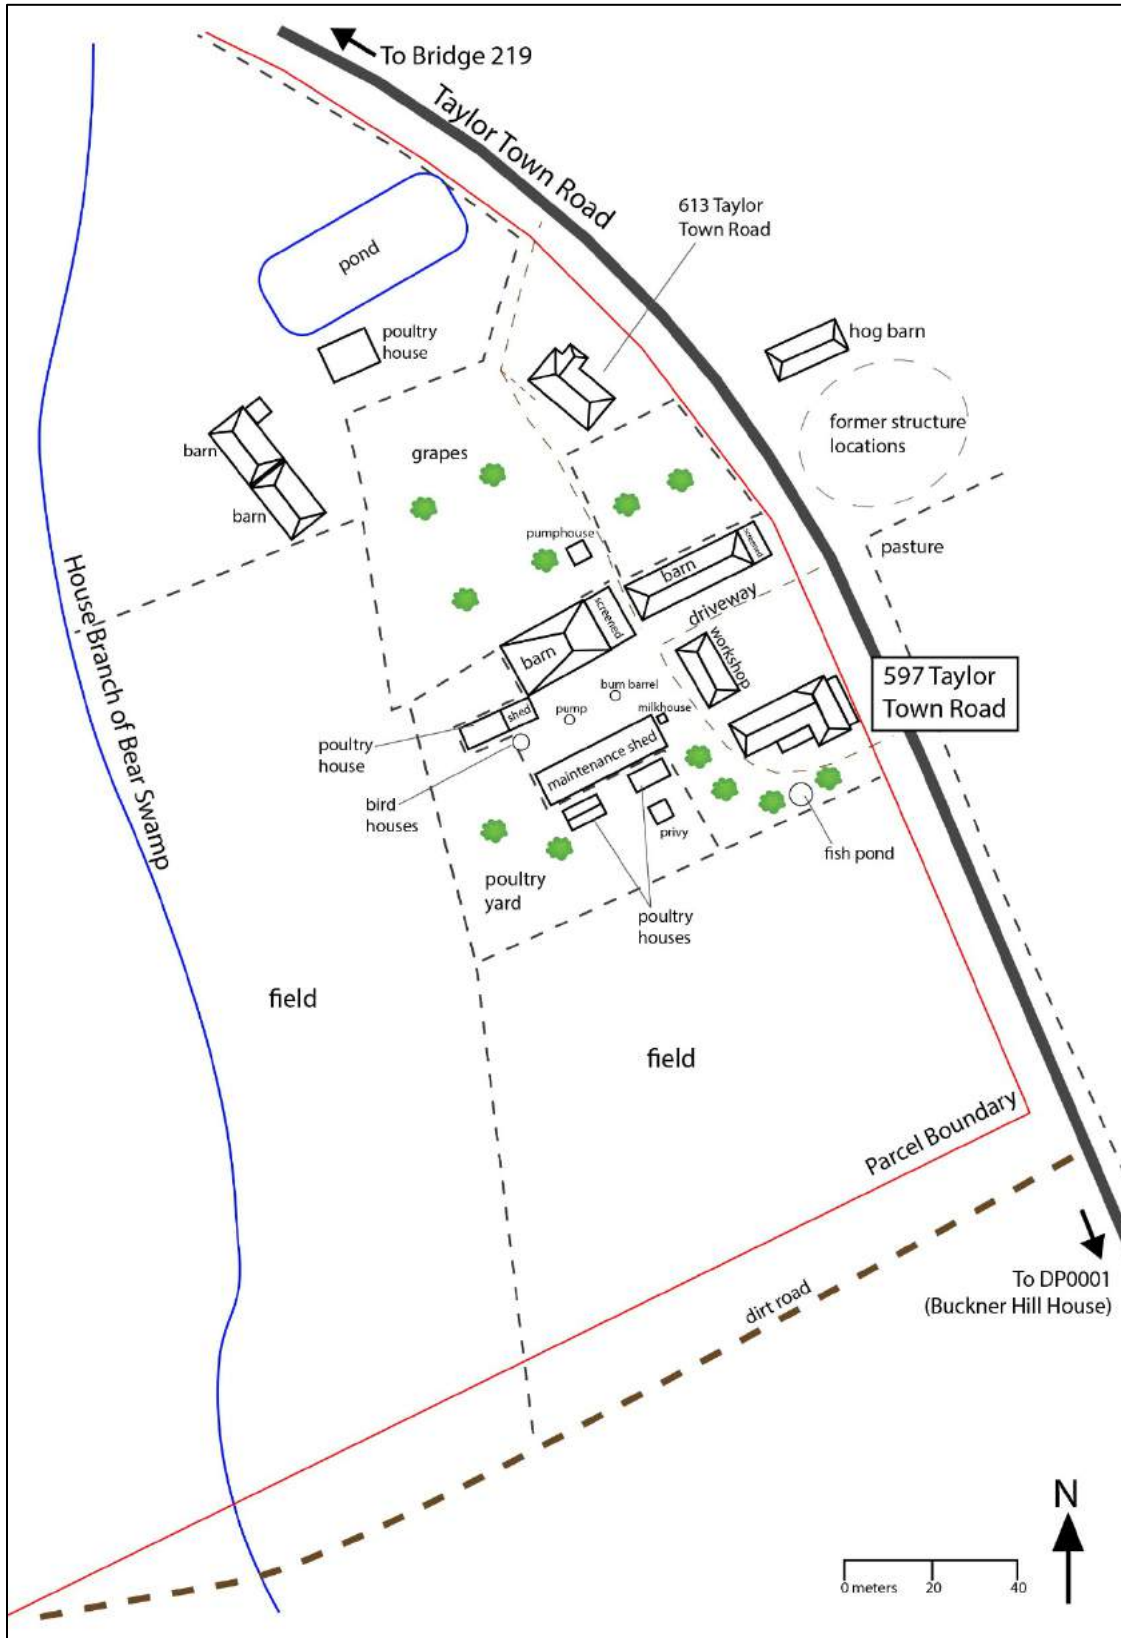 To Bridge 219
Taylor Town Road
613 Taylor
Town Road
pond
poultry
house
hog barn
former structure
locations
barn
barn
grapes
pumphouse
pasture
screened
barn
driveway
screened
barn
workshop
597 Taylor
Town Road
House Branch of Bear Swamp
burn barrel
shed
pump
milkhouse
poultry
house
maintenance shed
bird
houses
privy
fish pond
poultry
yard
poultry
houses
field
field
Parcel Boundary
dirt road
To DP0001
(Buckner Hill House)
N
0 meters 20 40